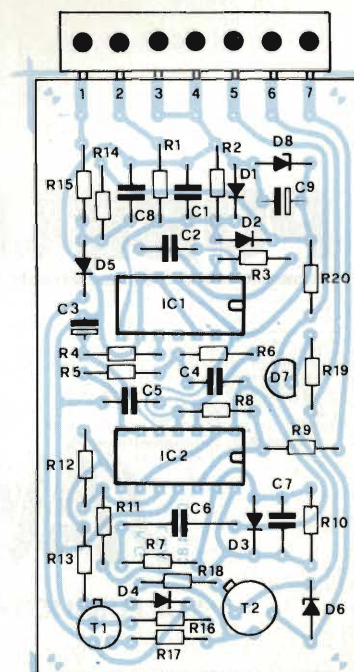 1 2 3 4 5 6 7
R14 R1 R2 D1 D8
R15 C8 C1 C9
C2 D2
D5 R3 R20
C3 IC1
R4 R6
R5 C4 D7 R19
C5 R8
R9
R12 IC2
R11 C6 C7 R10
R13 R7 D3
R18
D4 T2 D6
T1 R16
R17